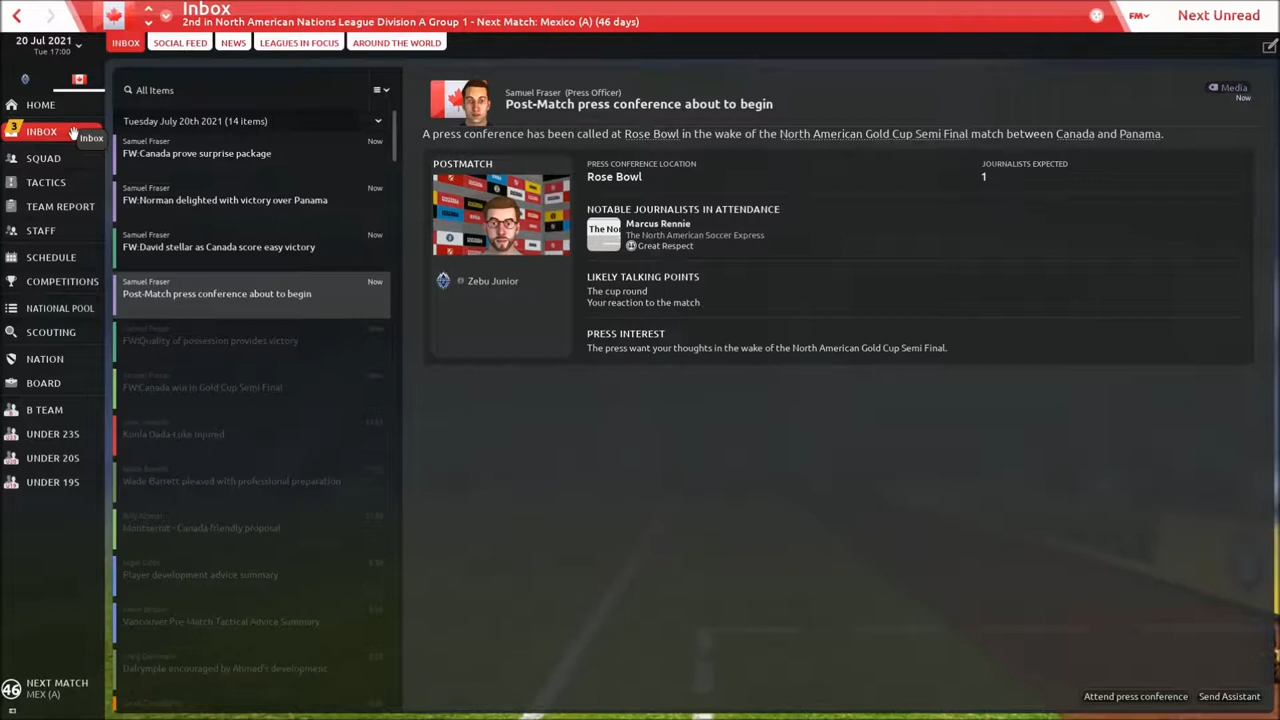 Inbox
2nd in North American Nations League Division A Group 1 - Next Match: Mexico (A) (46 days)
FM
Next Unread
20 Jul 2021
Tue 17:00
INBOX
SOCIAL FEED
NEWS
LEAGUES IN FOCUS
AROUND THE WORLD
HOME
3
INBOX
Inbox
SQUAD
TACTICS
TEAM REPORT
STAFF
SCHEDULE
COMPETITIONS
NATIONAL POOL
SCOUTING
NATION
BOARD
B TEAM
UNDER 23S
UNDER 20S
UNDER 19S
46
NEXT MATCH
MEX (A)
All Items
Tuesday July 20th 2021 (14 items)
Samuel Fraser
Now
FW:Canada prove surprise package
Samuel Fraser
Now
FW:Norman delighted with victory over Panama
Samuel Fraser
Now
FW:David stellar as Canada score easy victory
Samuel Fraser
Now
Post-Match press conference about to begin
FW:Quality of possession provides victory
FW:Canada win in Gold Cup Semi Final
Injured
Wade Barrett pleased with professional preparation
Montserrat - Canada friendly proposal
Player development advice summary
Vancouver Pre-Match Tactical Advice Summary
Dalrymple encouraged by Ahmed's development
Samuel Fraser (Press Officer)
Post-Match press conference about to begin
Media
Now
A press conference has been called at Rose Bowl in the wake of the North American Gold Cup Semi Final match between Canada and Panama.
POSTMATCH
Zebu Junior
PRESS CONFERENCE LOCATION
Rose Bowl
JOURNALISTS EXPECTED
1
NOTABLE JOURNALISTS IN ATTENDANCE
The Nor
Marcus Rennie
The North American Soccer Express
Great Respect
LIKELY TALKING POINTS
The cup round
Your reaction to the match
PRESS INTEREST
The press want your thoughts in the wake of the North American Gold Cup Semi Final.
Attend press conference
Send Assistant